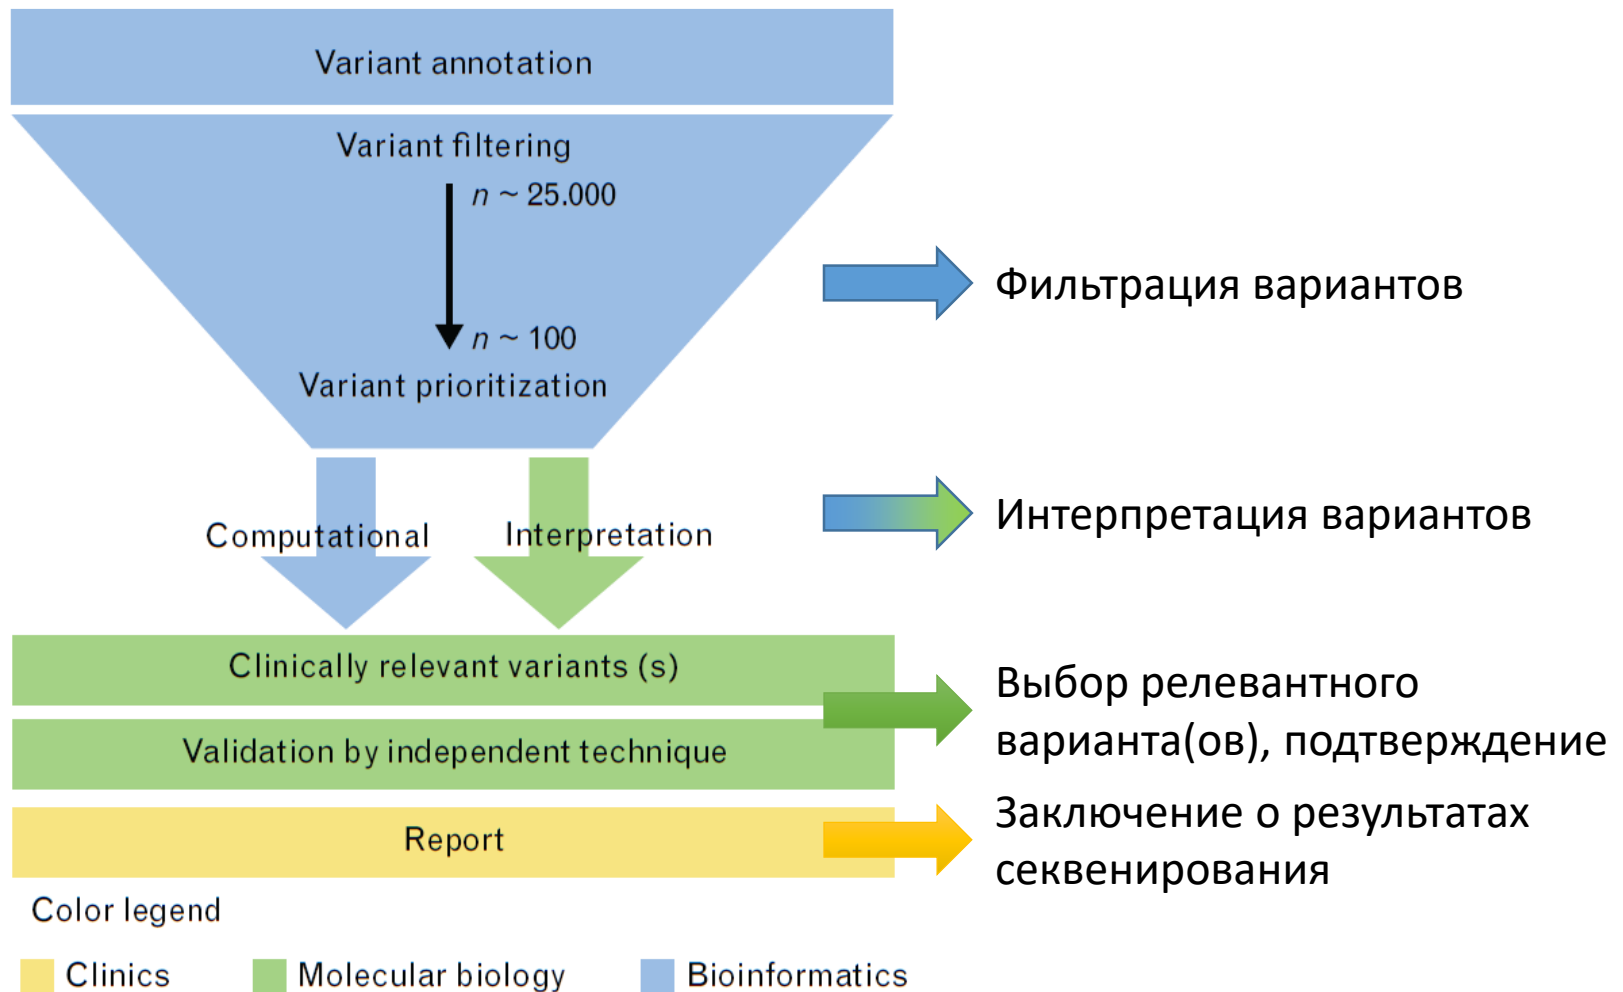 Variant annotation
Variant filtering
n ~ 25.000
n ~ 100
Variant prioritization
Фильтрация вариантов
Computational
Interpretation
Интерпретация вариантов
Clinically relevant variants (s)
Validation by independent technique
Выбор релевантного
варианта(ов), подтверждение
Report
Заключение о результатах
секвенирования
Color legend
Clinics
Molecular biology
Bioinformatics